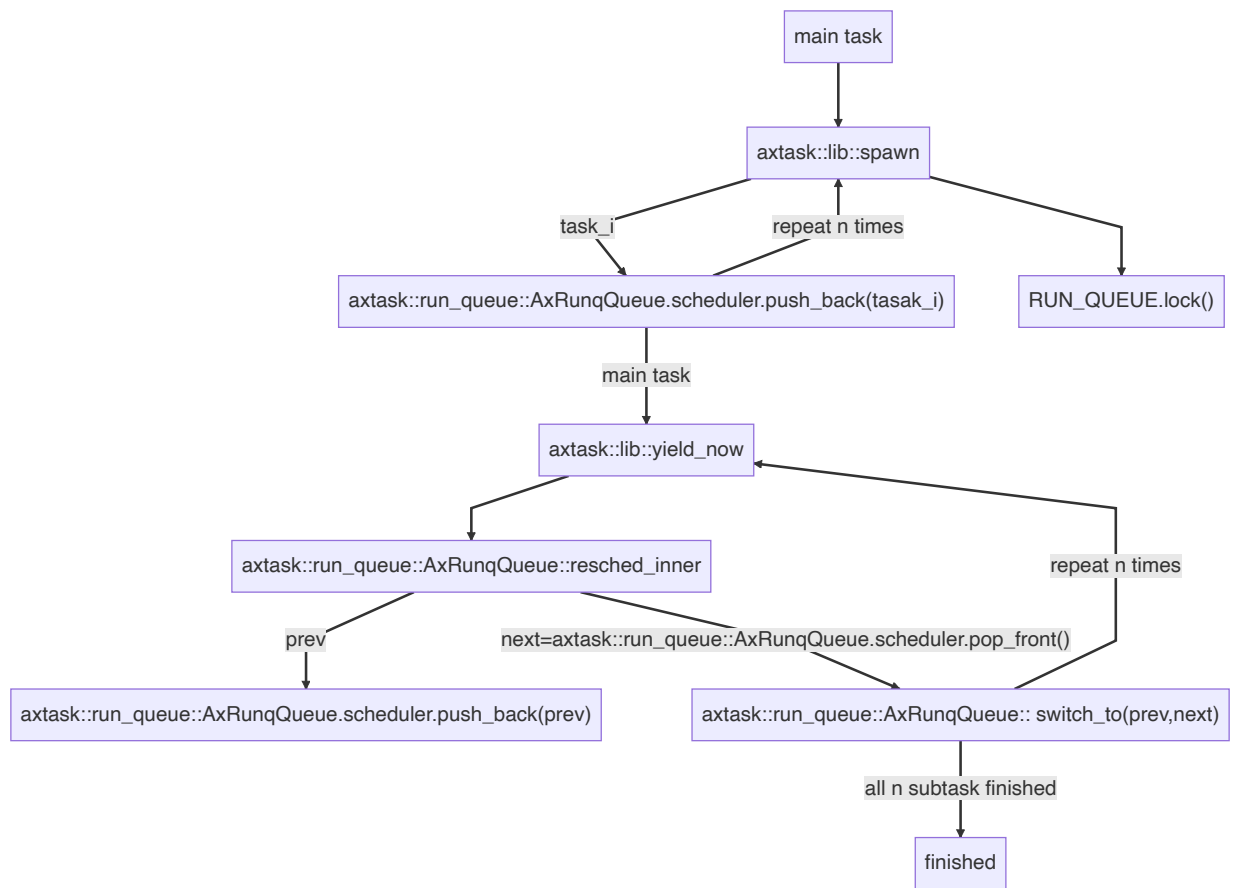 main task
axtask::lib::spawn
task_i
repeat n times
axtask::run_queue::AxRunqQueue.scheduler.push_back(tasak_i)
RUN_QUEUE.lock()
main task
axtask::lib::yield_now
axtask::run_queue::AxRunqQueue::resched_inner
repeat n times
prev
next=axtask::run_queue::AxRunqQueue.scheduler.pop_front()
axtask::run_queue::AxRunqQueue.scheduler.push_back(prev)
axtask::run_queue::AxRunqQueue:: switch_to(prev,next)
all n subtask finished
finished